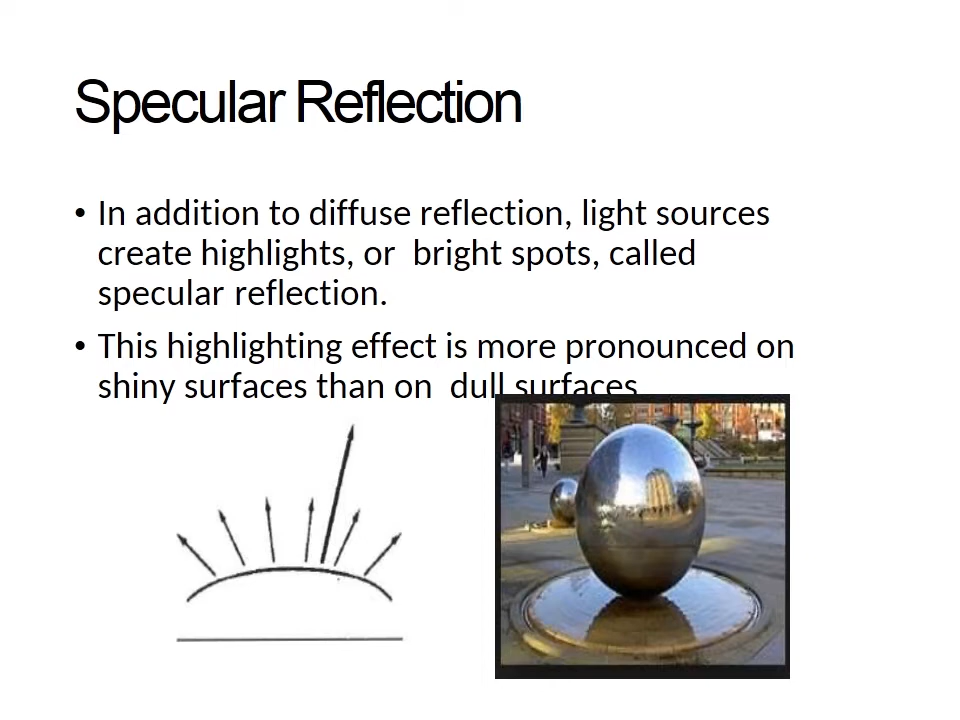 Specular Reflection
• In addition to diffuse reflection, light sources
create highlights, or  bright spots, called
specular reflection.
• This highlighting effect is more pronounced on
shiny surfaces than on  dull surfaces